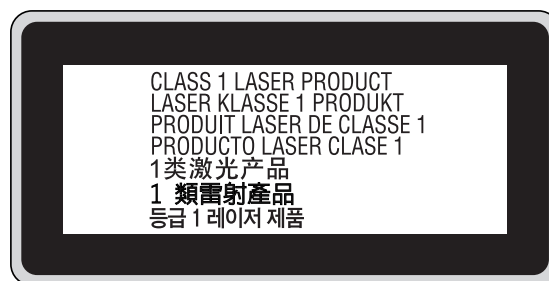 CLASS 1 LASER PRODUCT
LASER KLASSE 1 PRODUKT
PRODUIT LASER DE CLASSE 1
PRODUCTO LASER CLASE 1
1类激光产品
1 類雷射產品
등급 1 레이저 제품